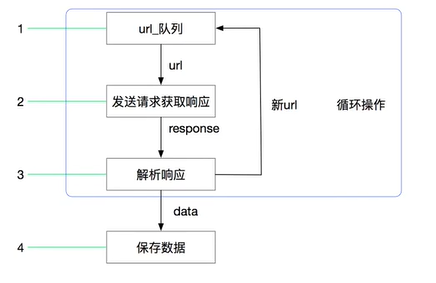 1
url_队列
url
2
发送请求获取响应
新url
循环操作
response
3
解析响应
data
4
保存数据